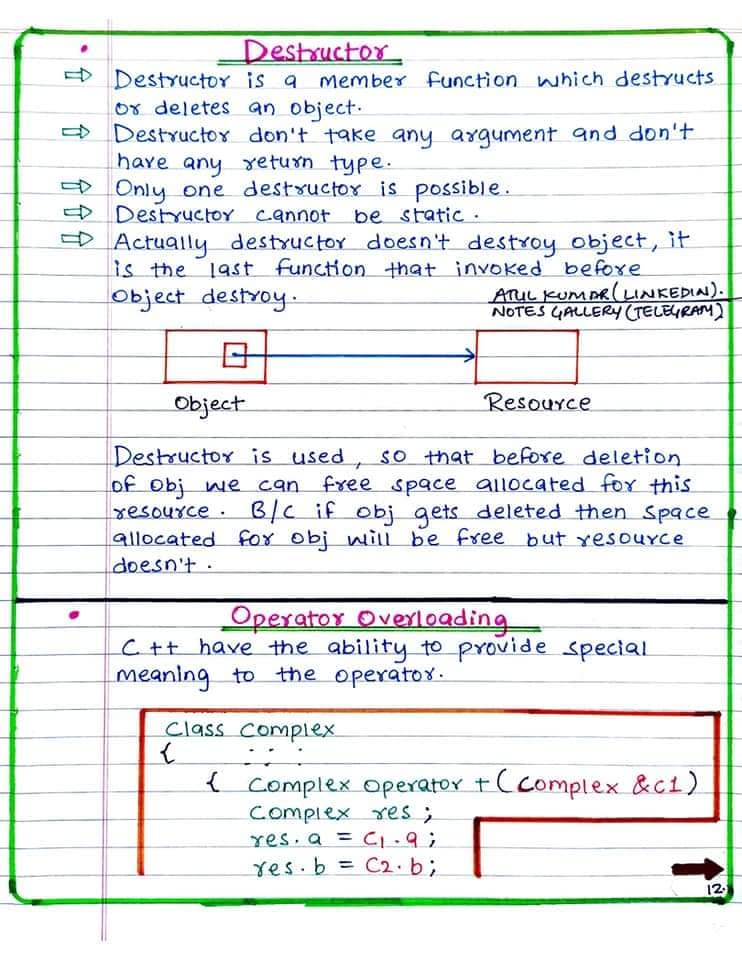 Destructor
⇒ Destructor is a member function which destructs
or deletes an object.
⇒ Destructor don't take any argument and don't
have any return type.
⇒ Only one destructor is possible.
⇒ Destructor cannot be static.
⇒ Actually destructor doesn't destroy object, it
is the last function that invoked before
object destroy.
ATUL KUMAR (LINKEDIN).
NOTES GALLERY (TELEGRAM)
Object
Resource
Destructor is used, so that before deletion
of obj we can free space allocated for this
resource. B/C if obj gets deleted then space
allocated for obj will be free but resource
doesn't.
Operator Overloading
C++ have the ability to provide special
meaning to the operator.
Class Complex
{ . . .
{ Complex operator + (Complex &c1)
Complex res;
res.a = C1.a;
res.b = C2.b;
12.